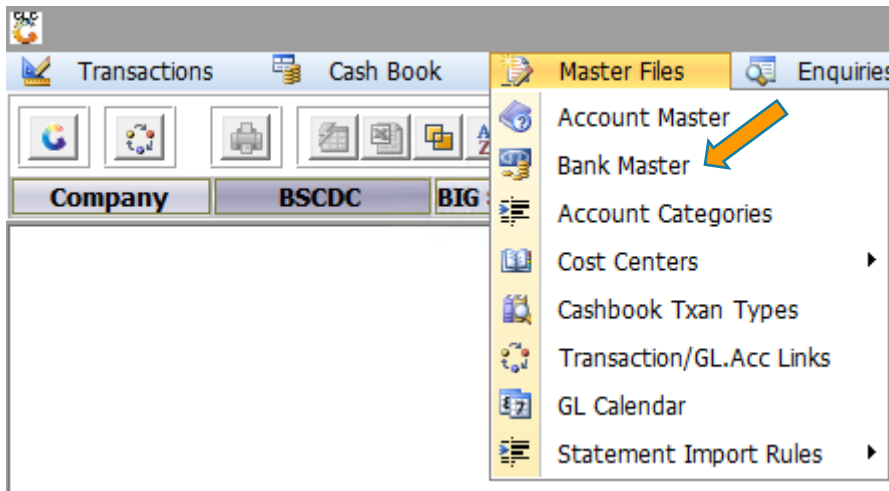 CLC
Transactions Cash Book Master Files Enquiries
Account Master
Bank Master
Company BSCDC BIG
Account Categories
Cost Centers
Cashbook Txan Types
Transaction/GL.Acc Links
GL Calendar
Statement Import Rules